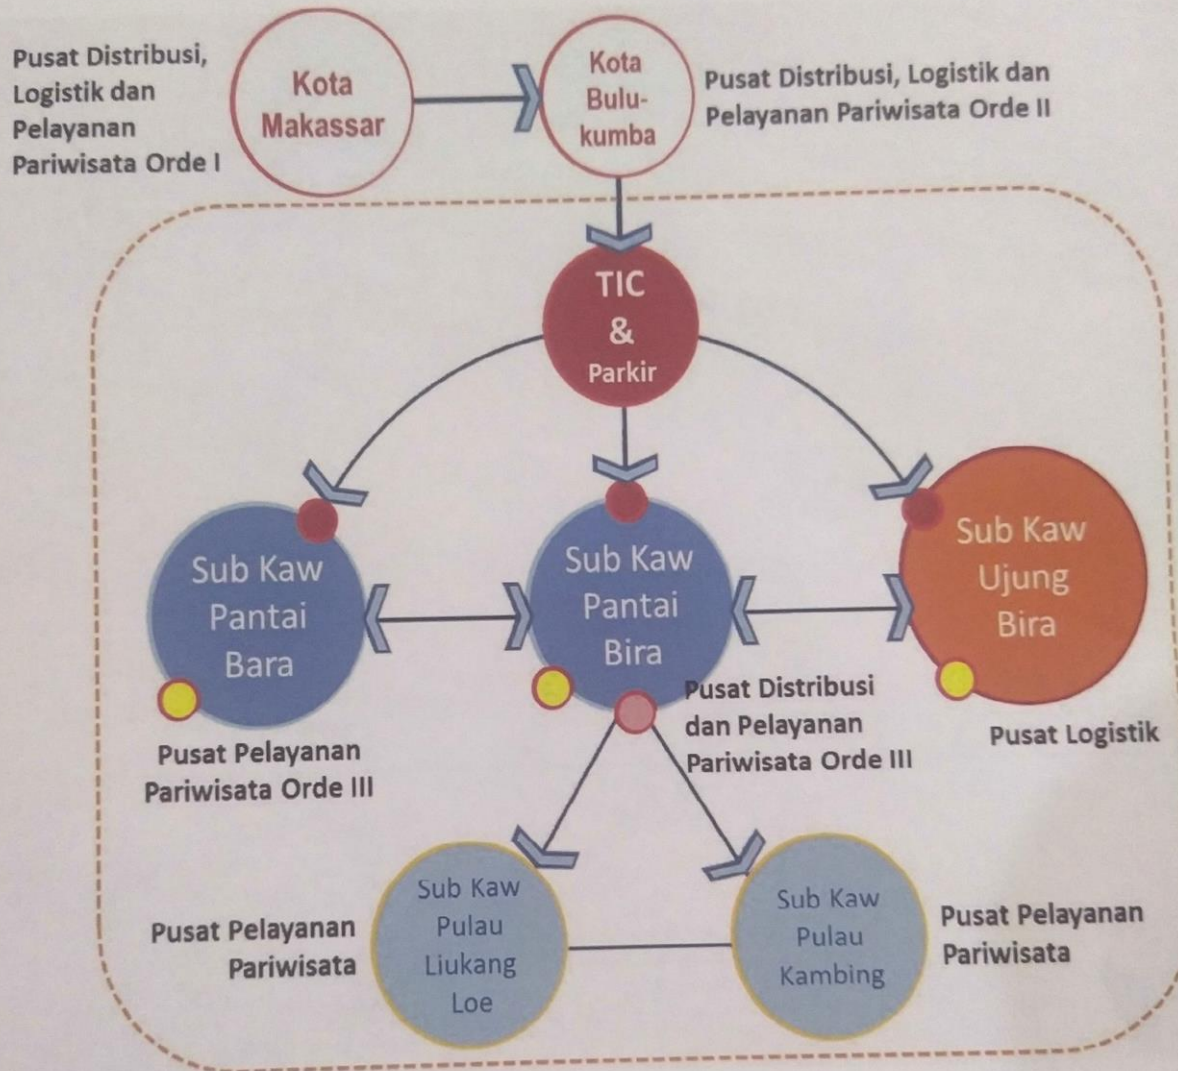 Pusat Distribusi,
Logistik dan
Pelayanan
Pariwisata Orde I
Kota
Makassar
Kota
Bulu-
kumba
Pusat Distribusi, Logistik dan
Pelayanan Pariwisata Orde II
TIC
&
Parkir
Sub Kaw
Pantai
Bara
Pusat Pelayanan
Pariwisata Orde III
Sub Kaw
Pantai
Bira
Pusat Distribusi
dan Pelayanan
Pariwisata Orde III
Sub Kaw
Ujung
Bira
Pusat Logistik
Pusat Pelayanan
Pariwisata
Sub Kaw
Pulau
Liukang
Loe
Sub Kaw
Pulau
Kambing
Pusat Pelayanan
Pariwisata